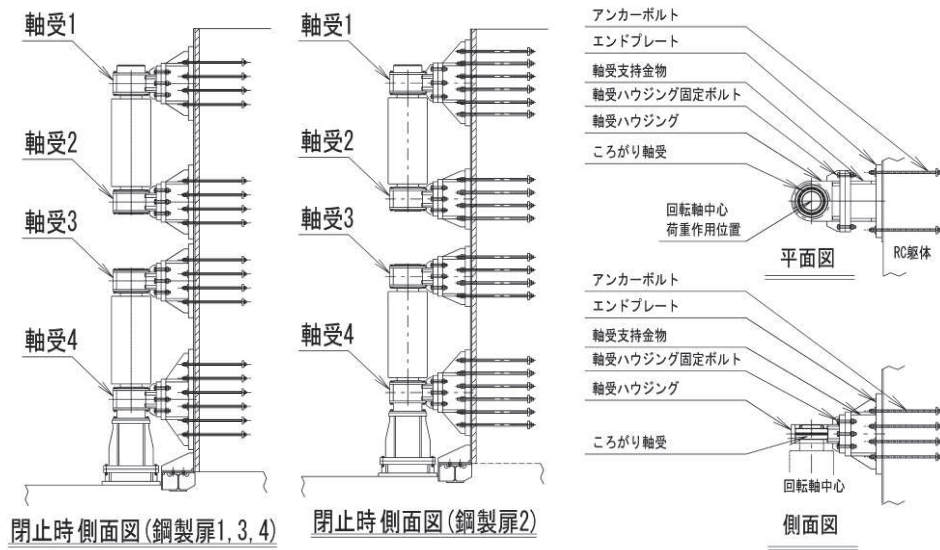 軸受1
軸受2
軸受3
軸受4
閉止時 側面図(鋼製扉1, 3, 4)
軸受1
軸受2
軸受3
軸受4
閉止時 側面図(鋼製扉2)
アンカーボルト
エンドプレート
軸受支持金物
軸受ハウジング固定ボルト
軸受ハウジング
ころがり軸受
回転軸中心
荷重作用位置
平面図
RC躯体
アンカーボルト
エンドプレート
軸受支持金物
軸受ハウジング固定ボルト
軸受ハウジング
ころがり軸受
回転軸中心
側面図